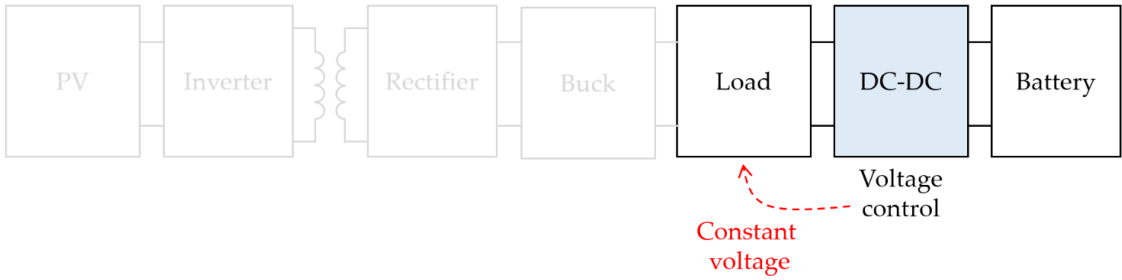 PV
Inverter
Rectifier
Buck
Load
DC-DC
Battery
Voltage
control
Constant
voltage